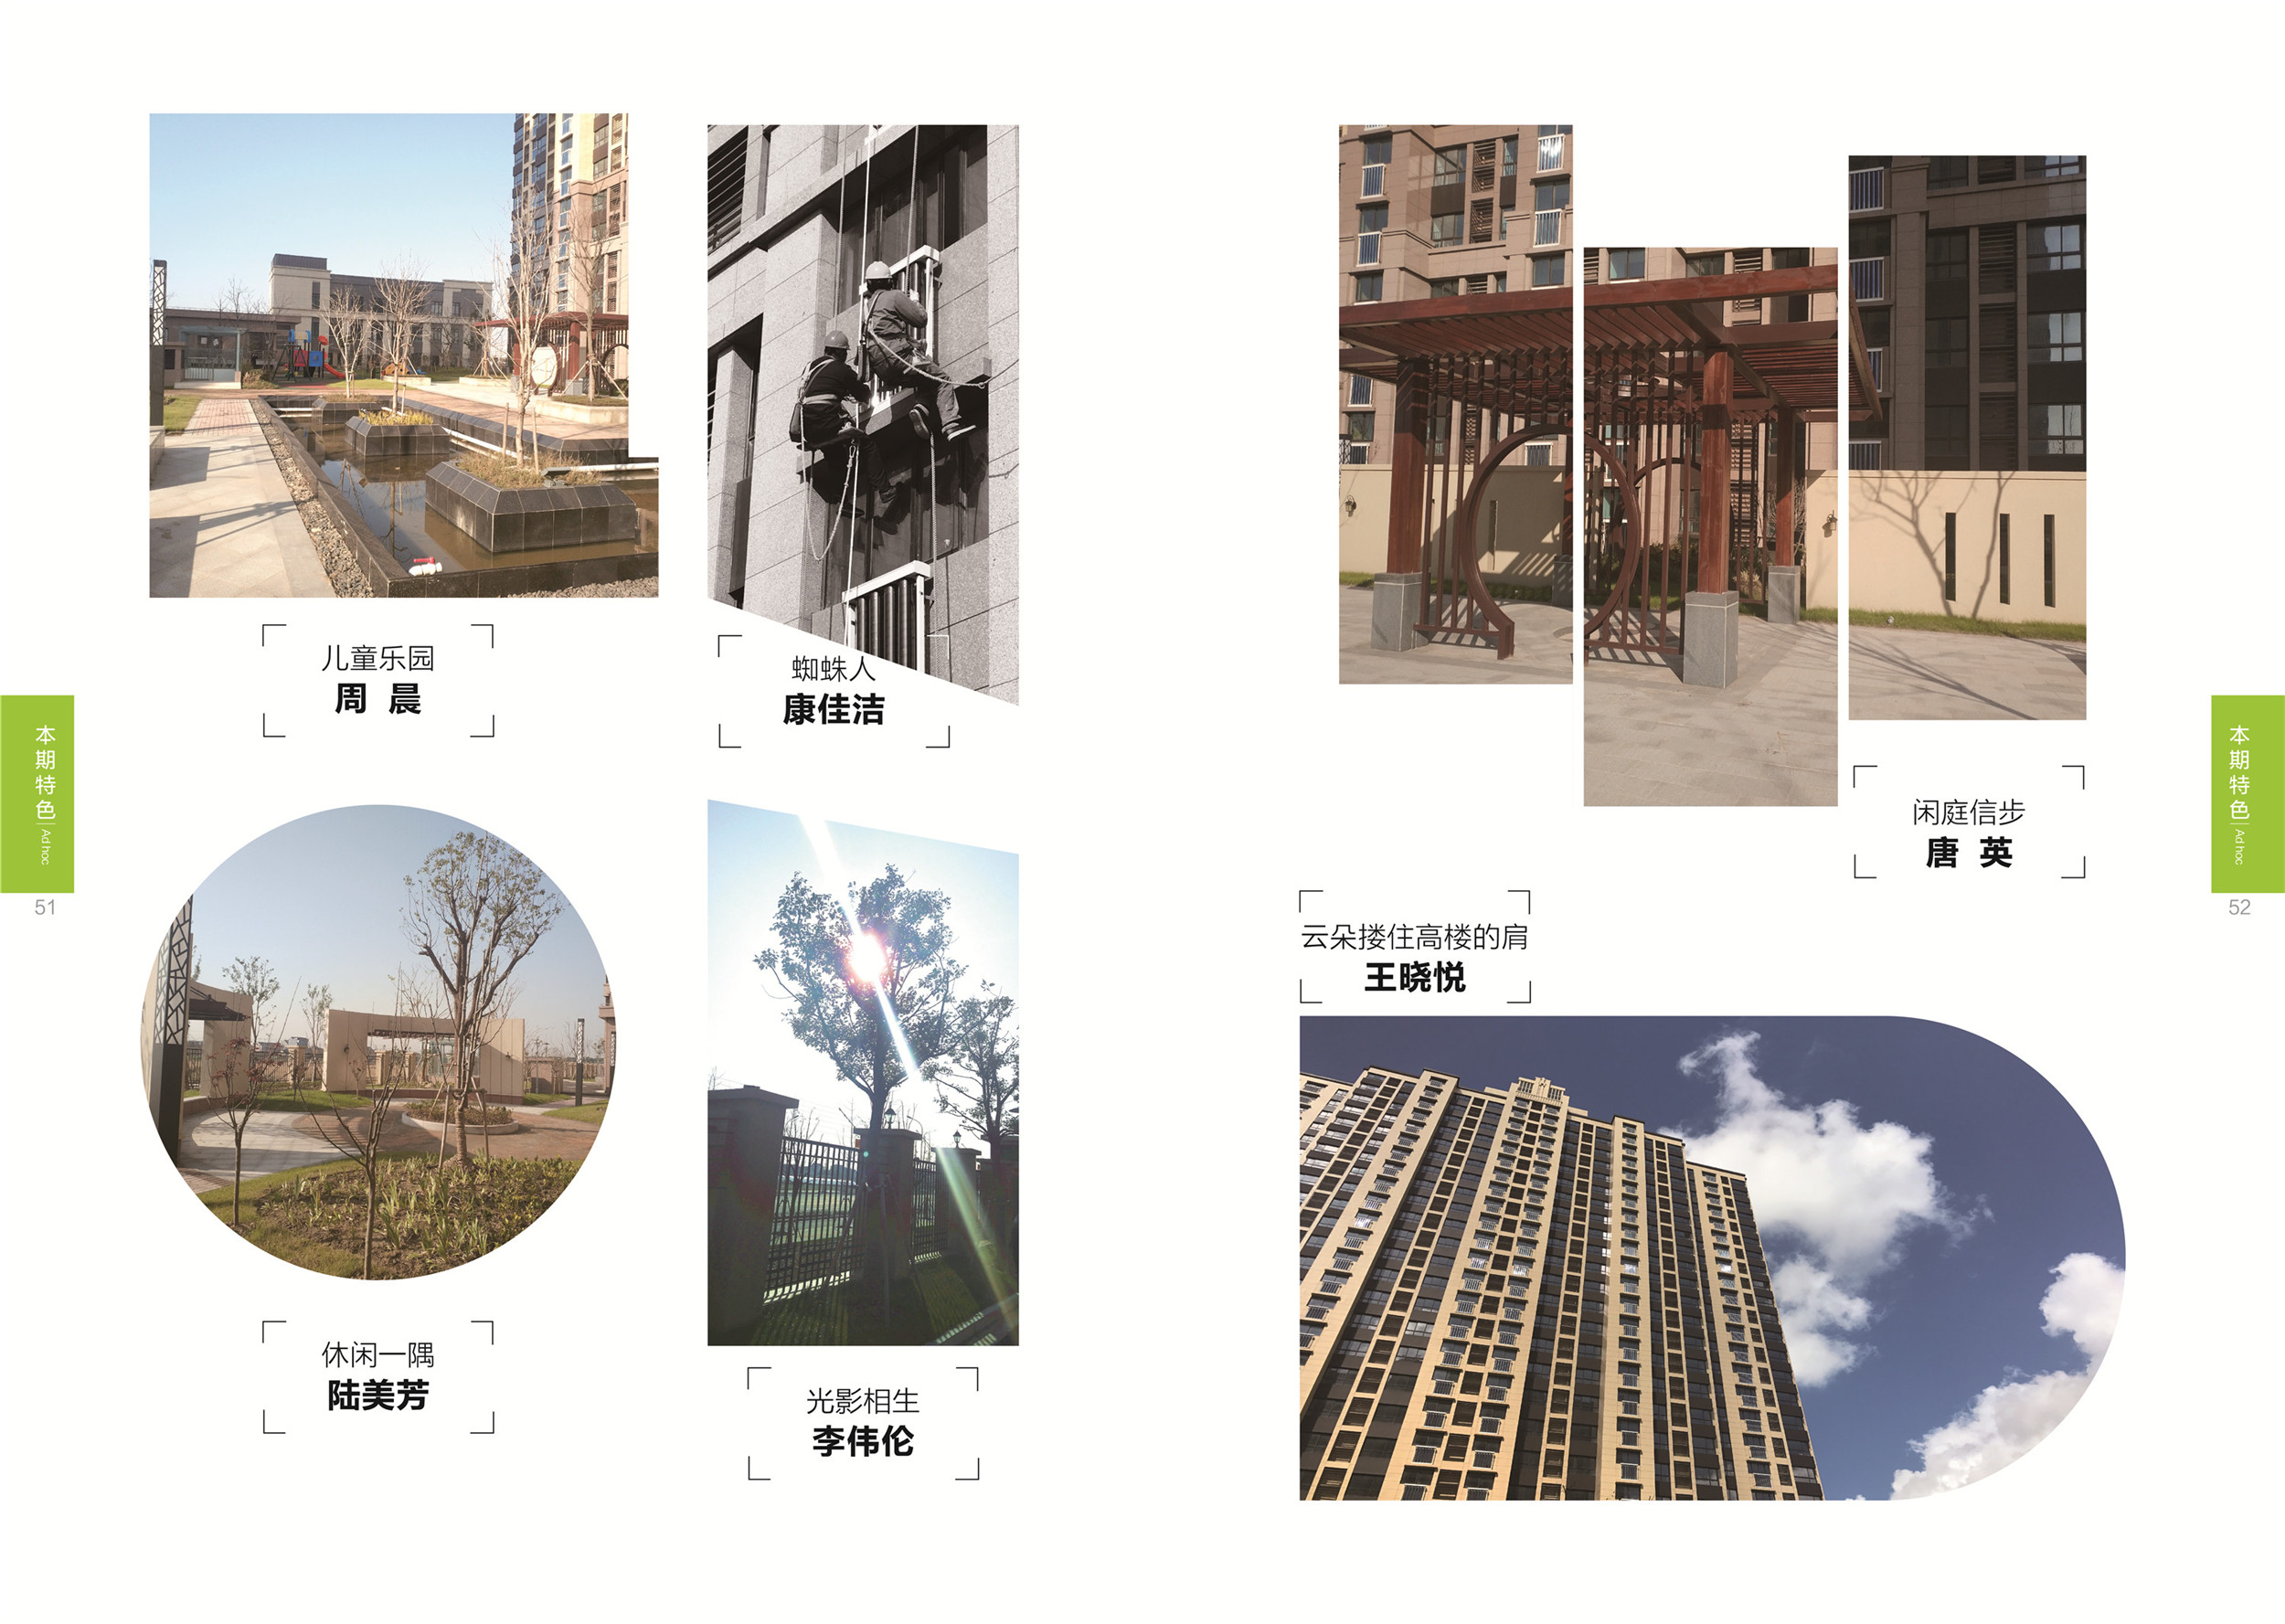 儿童乐园
周 晨
蜘蛛人
康佳洁
休闲一隅
陆美芳
光影相生
李伟伦
本期特色 Ad hoc
51
闲庭信步
唐 英
云朵搂住高楼的肩
王晓悦
本期特色 Ad hoc
52